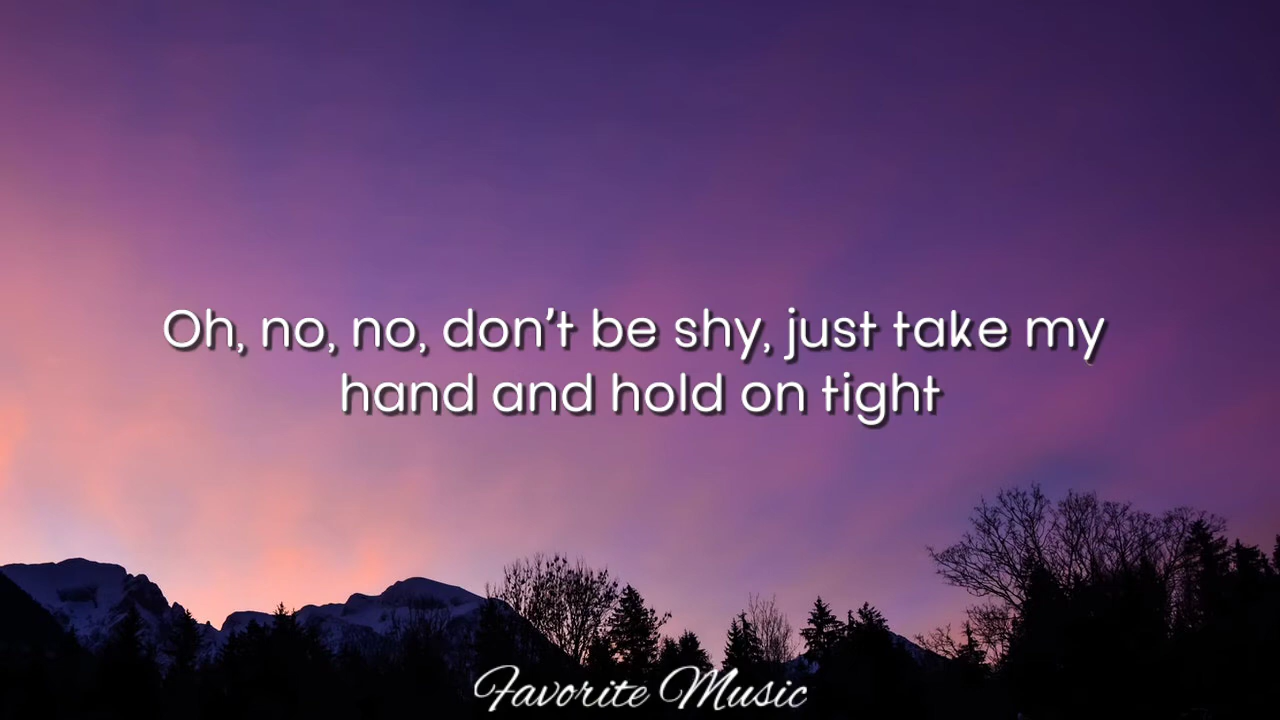 Oh, no, no, don't be shy, just take my
hand and hold on tight
Favorite Music